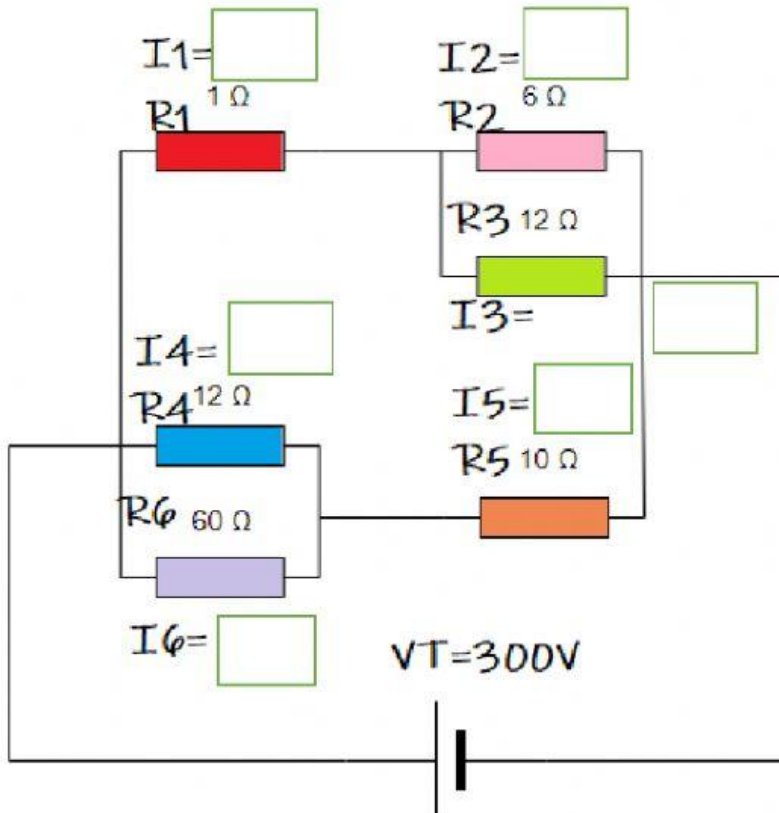 I1=
1 Ω
R1
I2=
6 Ω
R2
R3 12 Ω
I3=
I4=
R4 12 Ω
I5=
R5 10 Ω
R6 60 Ω
I6=
VT=300V